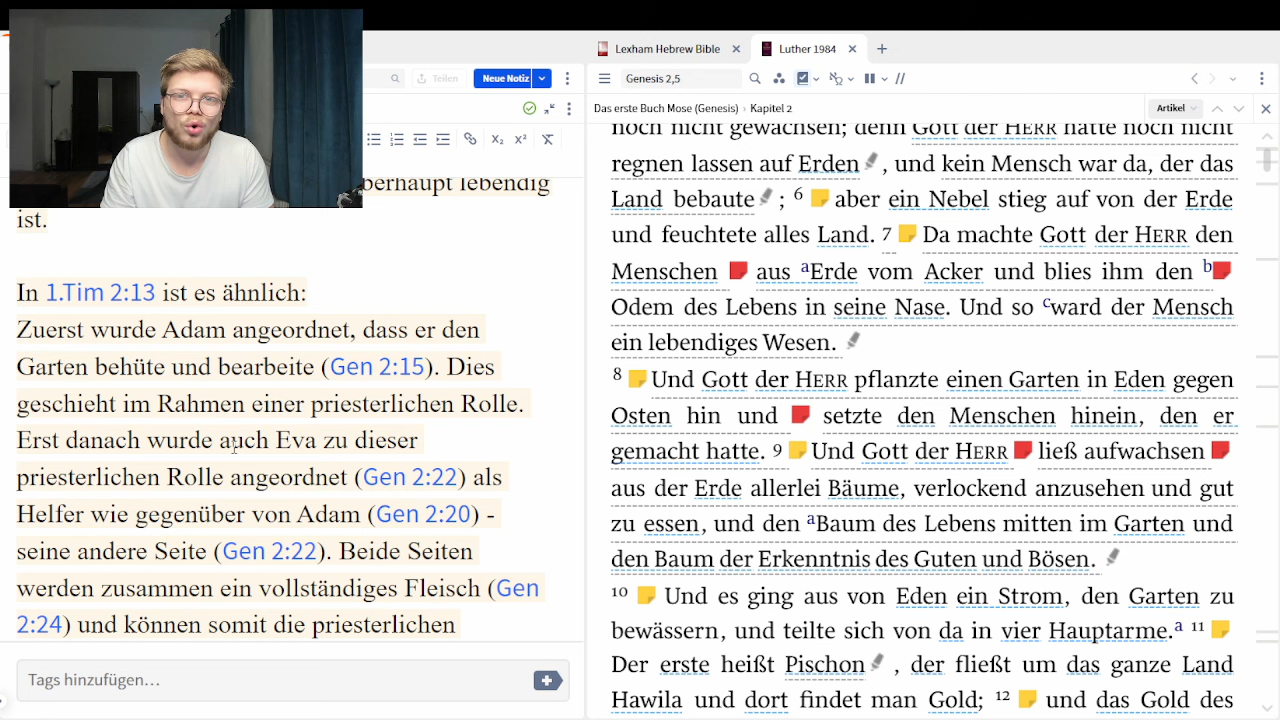 Lexham Hebrew Bible
Luther 1984
Teilen
Neue Notiz
Genesis 2,5
Das erste Buch Mose (Genesis) › Kapitel 2
Artikel
berhaupt lebendig
ist.
In 1.Tim 2:13 ist es ähnlich:
Zuerst wurde Adam angeordnet, dass er den
Garten behüte und bearbeite (Gen 2:15). Dies
geschieht im Rahmen einer priesterlichen Rolle.
Erst danach wurde auch Eva zu dieser
priesterlichen Rolle angeordnet (Gen 2:22) als
Helfer wie gegenüber von Adam (Gen 2:20) -
seine andere Seite (Gen 2:22). Beide Seiten
werden zusammen ein vollständiges Fleisch (Gen
2:24) und können somit die priesterlichen
Tags hinzufügen…
noch nicht gewachsen; denn Gott der HERR hatte noch nicht
regnen lassen auf Erden , und kein Mensch war da, der das
Land bebaute ; 6 aber ein Nebel stieg auf von der Erde
und feuchtete alles Land. 7 Da machte Gott der HERR den
Menschen aus aErde vom Acker und blies ihm den b
Odem des Lebens in seine Nase. Und so cward der Mensch
ein lebendiges Wesen.
8 Und Gott der HERR pflanzte einen Garten in Eden gegen
Osten hin und setzte den Menschen hinein, den er
gemacht hatte. 9 Und Gott der HERR ließ aufwachsen
aus der Erde allerlei Bäume, verlockend anzusehen und gut
zu essen, und den aBaum des Lebens mitten im Garten und
den Baum der Erkenntnis des Guten und Bösen.
10 Und es ging aus von Eden ein Strom, den Garten zu
bewässern, und teilte sich von da in vier Hauptarme.a 11
Der erste heißt Pischon , der fließt um das ganze Land
Hawila und dort findet man Gold; 12 und das Gold des